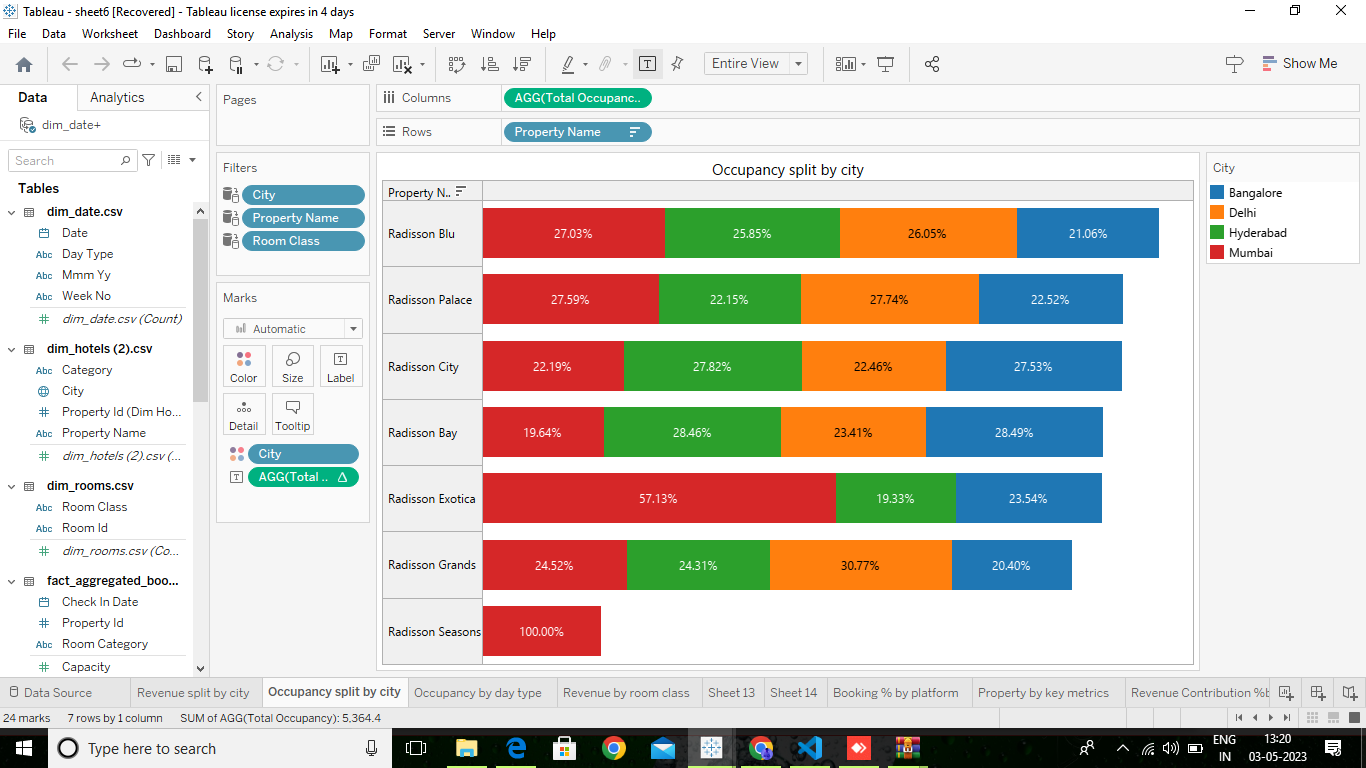 Tableau - sheet6 [Recovered] - Tableau license expires in 4 days
File Data Worksheet Dashboard Story Analysis Map Format Server Window Help
Entire View
Show Me
Data Analytics
dim_date+
Search
Tables
dim_date.csv
Date
Abc Day Type
Abc Mmm Yy
Abc Week No
dim_date.csv (Count)
dim_hotels (2).csv
Abc Category
City
Property Id (Dim Ho...
Abc Property Name
dim_hotels (2).csv (...
dim_rooms.csv
Abc Room Class
Abc Room Id
dim_rooms.csv (Co...
fact_aggregated_boo...
Check In Date
Property Id
Abc Room Category
Capacity
Pages
Filters
City
Property Name
Room Class
Marks
Automatic
Color Size Label
Detail Tooltip
City
AGG(Total .. Δ
Columns AGG(Total Occupanc..
Rows Property Name
Occupancy split by city
Property N..
Radisson Blu 27.03% 25.85% 26.05% 21.06%
Radisson Palace 27.59% 22.15% 27.74% 22.52%
Radisson City 22.19% 27.82% 22.46% 27.53%
Radisson Bay 19.64% 28.46% 23.41% 28.49%
Radisson Exotica 57.13% 19.33% 23.54%
Radisson Grands 24.52% 24.31% 30.77% 20.40%
Radisson Seasons 100.00%
City
Bangalore
Delhi
Hyderabad
Mumbai
Data Source Revenue split by city Occupancy split by city Occupancy by day type Revenue by room class Sheet 13 Sheet 14 Booking % by platform Property by key metrics Revenue Contribution %b
24 marks 7 rows by 1 column SUM of AGG(Total Occupancy): 5,364.4
Type here to search
ENG
IN
13:20
03-05-2023